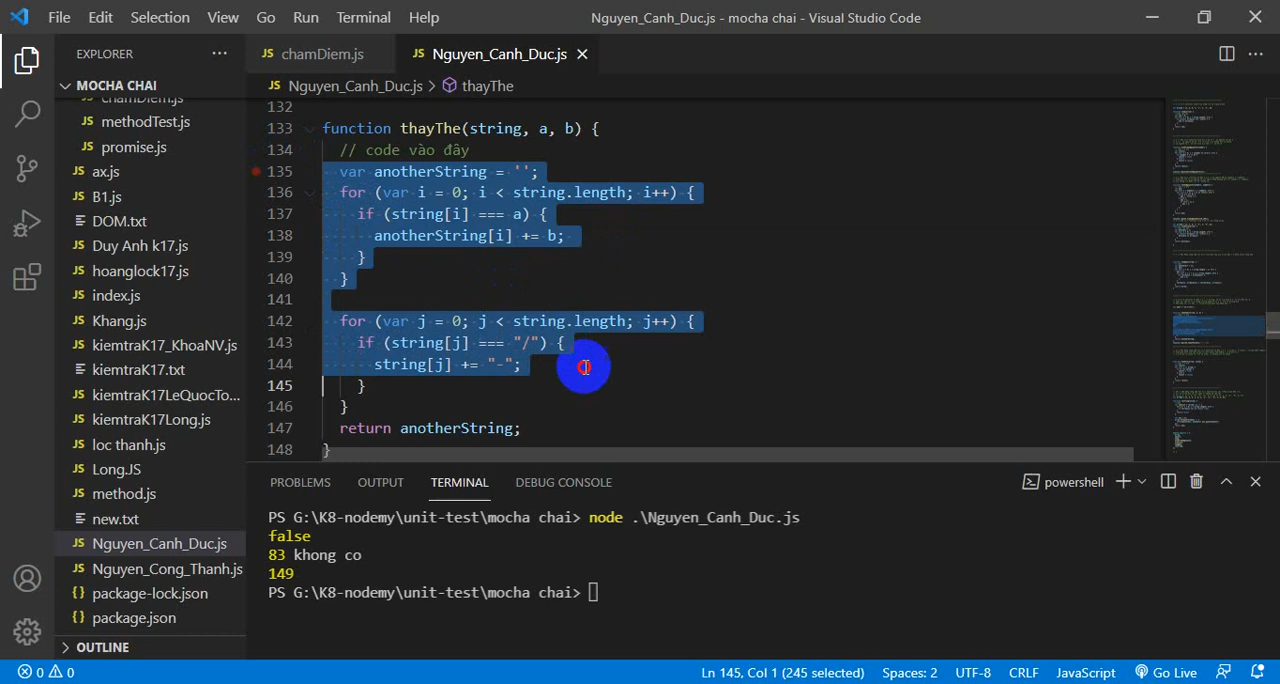 File Edit Selection View Go Run Terminal Help
Nguyen_Canh_Duc.js - mocha chai - Visual Studio Code
EXPLORER
MOCHA CHAI
chamDiem.js
methodTest.js
promise.js
ax.js
B1.js
DOM.txt
Duy Anh k17.js
hoanglock17.js
index.js
Khang.js
kiemtraK17_KhoaNV.js
kiemtraK17.txt
kiemtraK17LeQuocTo...
kiemtraK17Long.js
loc thanh.js
Long.JS
method.js
new.txt
Nguyen_Canh_Duc.js
Nguyen_Cong_Thanh.js
package-lock.json
package.json
OUTLINE
JS chamDiem.js JS Nguyen_Canh_Duc.js
JS Nguyen_Canh_Duc.js > thayThe
132
133 function thayThe(string, a, b) {
134 // code vào đây
135 var anotherString = '';
136 for (var i = 0; i < string.length; i++) {
137 if (string[i] === a) {
138 anotherString[i] += b;
139 }
140 }
141
142 for (var j = 0; j < string.length; j++) {
143 if (string[j] === "/") {
144 string[j] += "-";
145 }
146 }
147 return anotherString;
148 }
PROBLEMS OUTPUT TERMINAL DEBUG CONSOLE
powershell
PS G:\K8-nodemy\unit-test\mocha chai> node .\Nguyen_Canh_Duc.js
false
83 khong co
149
PS G:\K8-nodemy\unit-test\mocha chai>
0 0
Ln 145, Col 1 (245 selected) Spaces: 2 UTF-8 CRLF JavaScript Go Live